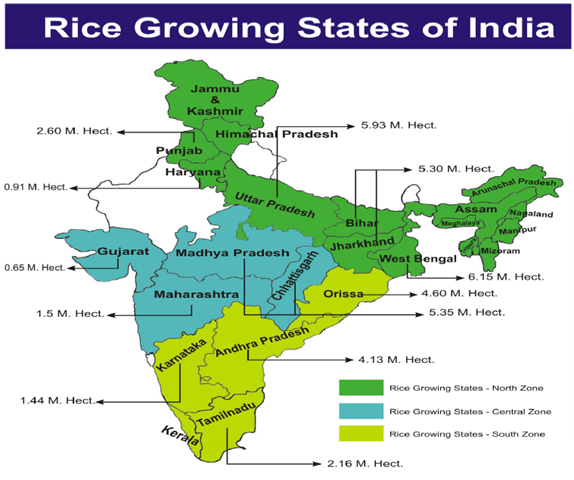 Rice Growing States of India
Jammu
&
Kashmir
2.60 M. Hect.
Himachal Pradesh
5.93 M. Hect.
Punjab
Haryana
5.30 M. Hect.
0.91 M. Hect.
Uttar Pradesh
Arunachal Pradesh
Bihar
Assam
Nagaland
Meghalaya
Manipur
Jharkhand
Tripura
Mizoram
Gujarat
Madhya Pradesh
West Bengal
0.65 M. Hect.
Chhattisgarh
6.15 M. Hect.
Maharashtra
Orissa
4.60 M. Hect.
1.5 M. Hect.
5.35 M. Hect.
Karnataka
Andhra Pradesh
4.13 M. Hect.
Rice Growing States - North Zone
1.44 M. Hect.
Rice Growing States - Central Zone
Tamilnadu
Rice Growing States - South Zone
Kerala
2.16 M. Hect.